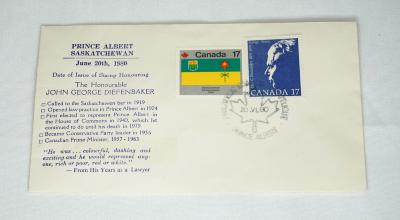 PRINCE ALBERT
SASKATCHEWAN
June 20th, 1980
Date of Issue of Stamp Honouring
The Honourable
JOHN GEORGE DIEFENBAKER
Called to the Saskatchewan bar in 1919
Opened law practice in Prince Albert in 1924
First elected to represent Prince Albert in
the House of Commons in 1940, which he
continued to do until his death in 1979
Became Conservative Party leader in 1956
Canadian Prime Minister, 1957 - 1963
"He was . . . colourful, dashing and
exciting and he would represent any-
one, rich or poor, red or white."
— From His Years as a Lawyer
Canada 17
CANADA 17
20 VI 80
PRINCE ALBERT